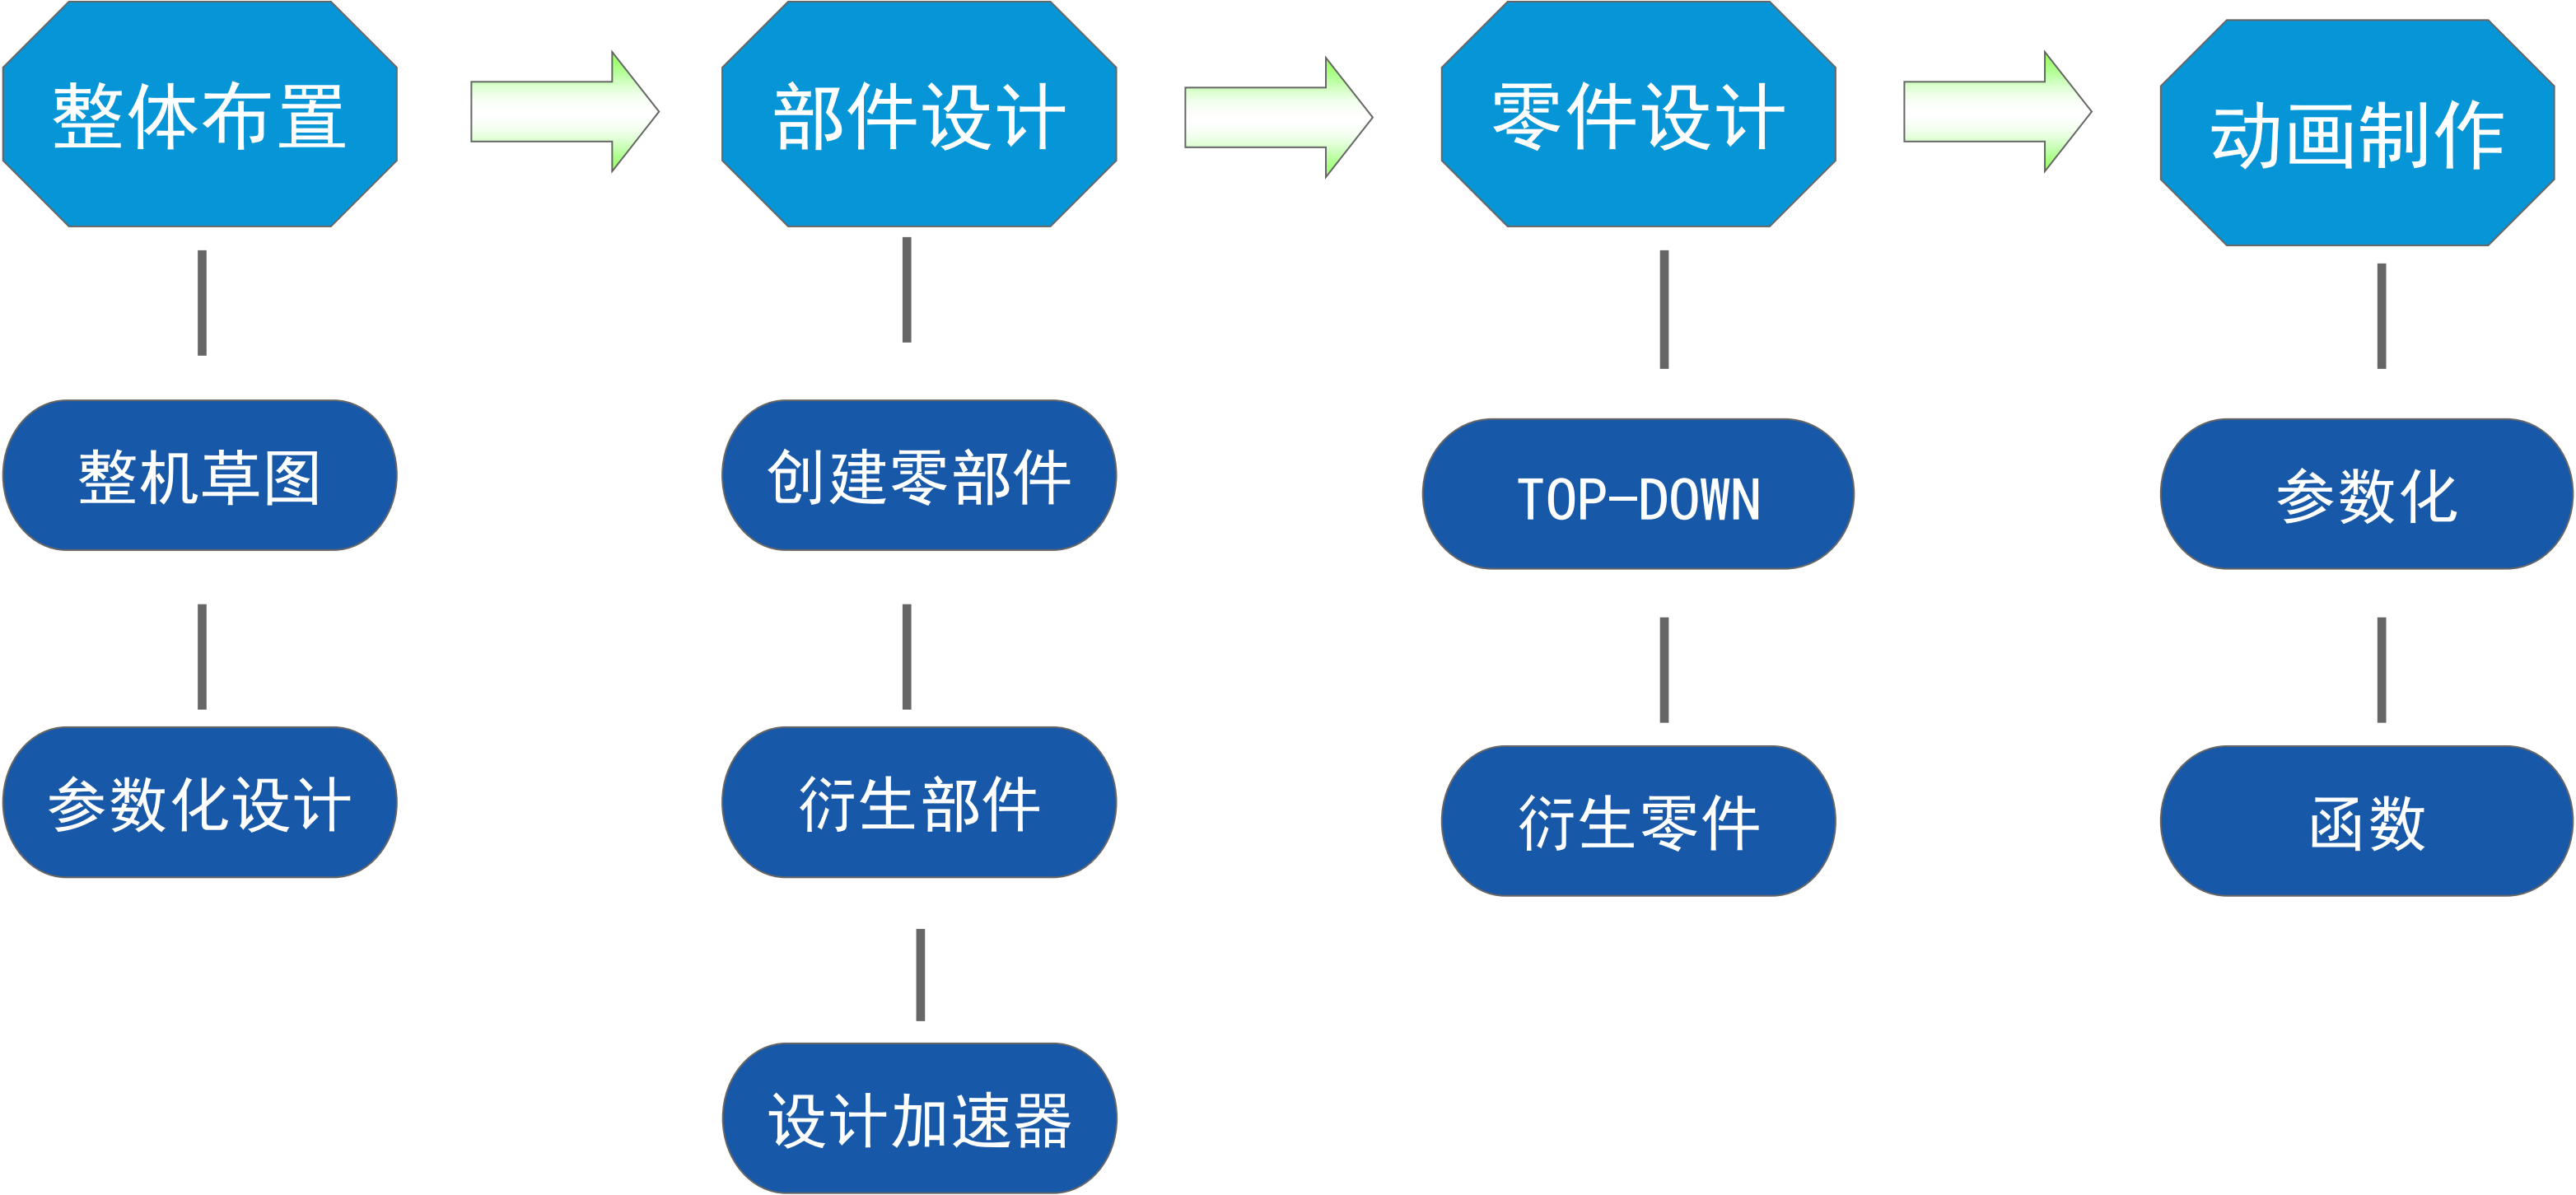 整体布置
部件设计
零件设计
动画制作
整机草图
创建零部件
TOP-DOWN
参数化
参数化设计
衍生部件
衍生零件
函数
设计加速器